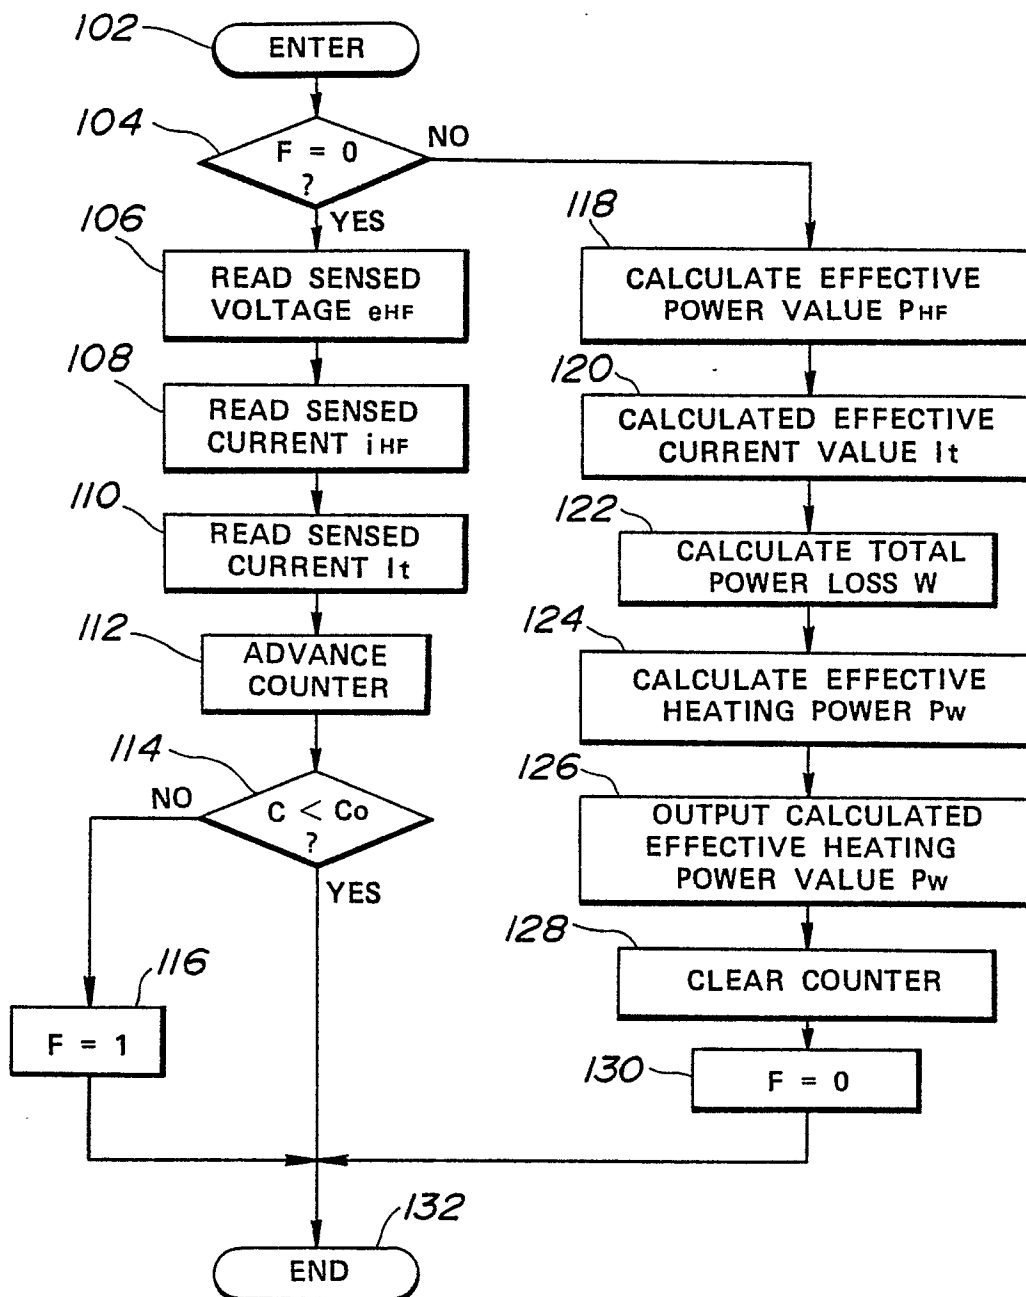 102
ENTER
104
F = 0
?
NO
YES
106
READ SENSED
VOLTAGE eHF
108
READ SENSED
CURRENT iHF
110
READ SENSED
CURRENT It
112
ADVANCE
COUNTER
114
C < Co
?
NO
YES
116
F = 1
118
CALCULATE EFFECTIVE
POWER VALUE PHF
120
CALCULATED EFFECTIVE
CURRENT VALUE It
122
CALCULATE TOTAL
POWER LOSS W
124
CALCULATE EFFECTIVE
HEATING POWER Pw
126
OUTPUT CALCULATED
EFFECTIVE HEATING
POWER VALUE Pw
128
CLEAR COUNTER
130
F = 0
132
END